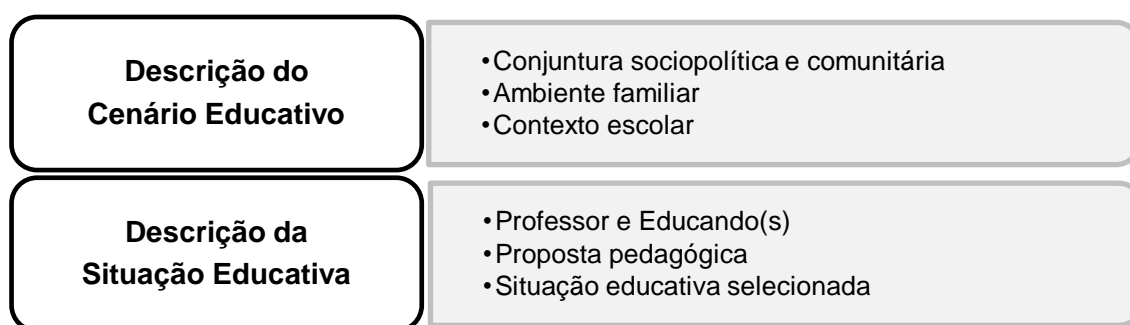 Descrição do
Cenário Educativo
•Conjuntura sociopolítica e comunitária
•Ambiente familiar
•Contexto escolar
Descrição da
Situação Educativa
•Professor e Educando(s)
•Proposta pedagógica
•Situação educativa selecionada